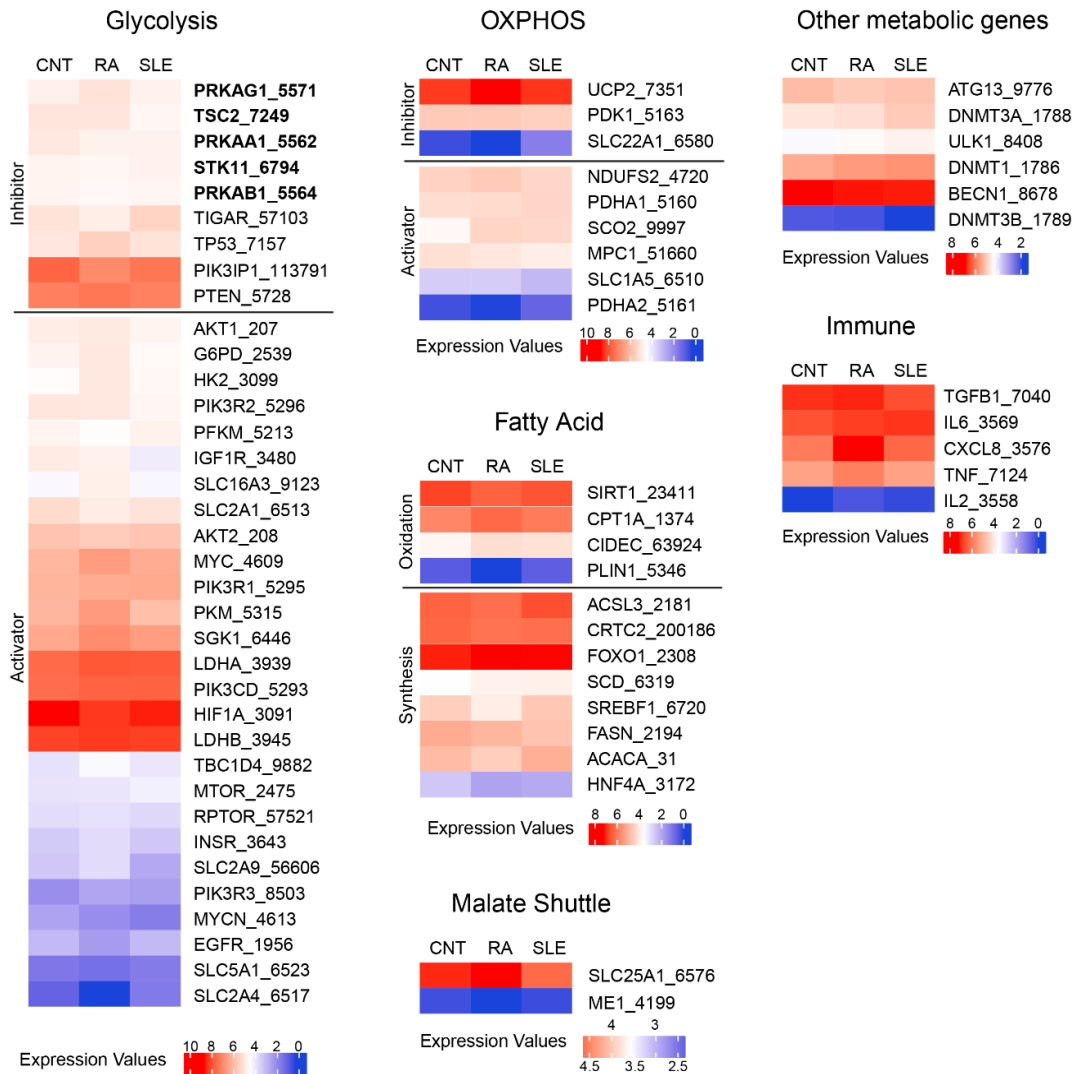 Glycolysis
CNT RA SLE
Inhibitor
PRKAG1_5571
TSC2_7249
PRKAA1_5562
STK11_6794
PRKAB1_5564
TIGAR_57103
TP53_7157
PIK3IP1_113791
PTEN_5728
Activator
AKT1_207
G6PD_2539
HK2_3099
PIK3R2_5296
PFKM_5213
IGF1R_3480
SLC16A3_9123
SLC2A1_6513
AKT2_208
MYC_4609
PIK3R1_5295
PKM_5315
SGK1_6446
LDHA_3939
PIK3CD_5293
HIF1A_3091
LDHB_3945
TBC1D4_9882
MTOR_2475
RPTOR_57521
INSR_3643
SLC2A9_56606
PIK3R3_8503
MYCN_4613
EGFR_1956
SLC5A1_6523
SLC2A4_6517
Expression Values
10 8 6 4 2 0
OXPHOS
CNT RA SLE
Inhibitor
UCP2_7351
PDK1_5163
SLC22A1_6580
Activator
NDUFS2_4720
PDHA1_5160
SCO2_9997
MPC1_51660
SLC1A5_6510
PDHA2_5161
Expression Values
10 8 6 4 2 0
Fatty Acid
CNT RA SLE
Oxidation
SIRT1_23411
CPT1A_1374
CIDEC_63924
PLIN1_5346
Synthesis
ACSL3_2181
CRTC2_200186
FOXO1_2308
SCD_6319
SREBF1_6720
FASN_2194
ACACA_31
HNF4A_3172
Expression Values
8 6 4 2 0
Malate Shuttle
CNT RA SLE
SLC25A1_6576
ME1_4199
Expression Values
4 3
4.5 3.5 2.5
Other metabolic genes
CNT RA SLE
ATG13_9776
DNMT3A_1788
ULK1_8408
DNMT1_1786
BECN1_8678
DNMT3B_1789
Expression Values
8 6 4 2
Immune
CNT RA SLE
TGFB1_7040
IL6_3569
CXCL8_3576
TNF_7124
IL2_3558
Expression Values
8 6 4 2 0